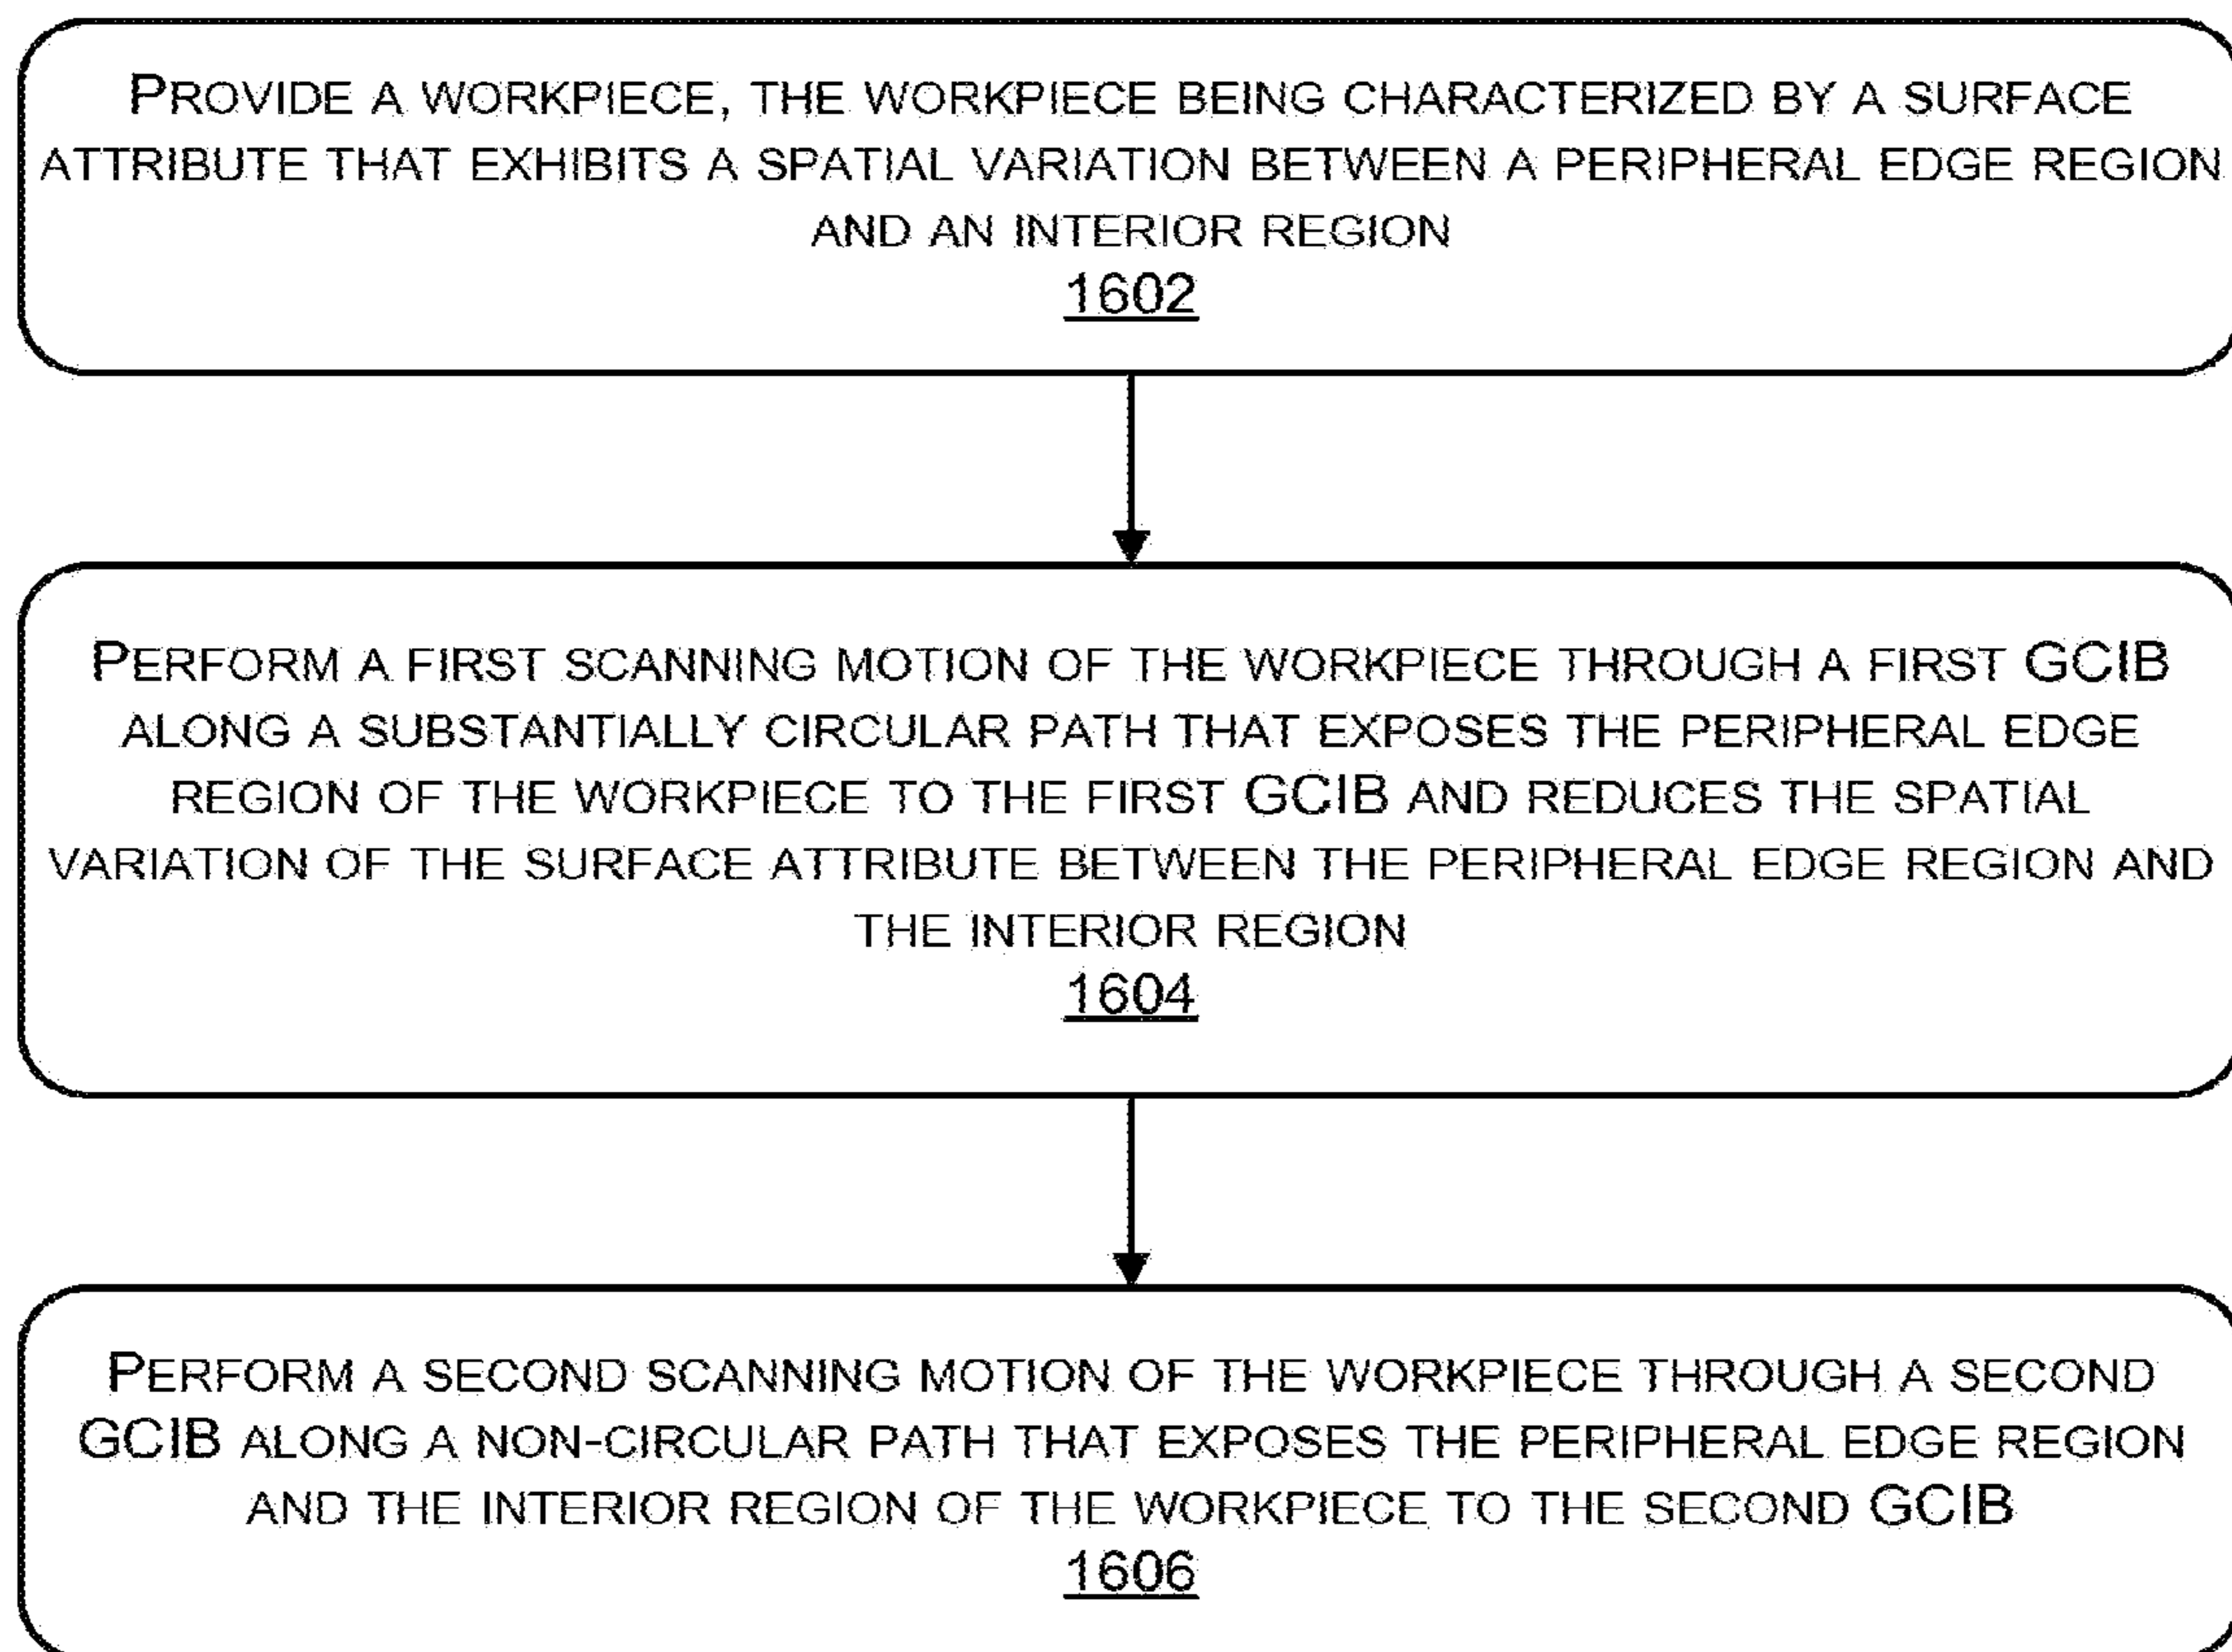 PROVIDE A WORKPIECE, THE WORKPIECE BEING CHARACTERIZED BY A SURFACE
ATTRIBUTE THAT EXHIBITS A SPATIAL VARIATION BETWEEN A PERIPHERAL EDGE REGION
AND AN INTERIOR REGION
1602
PERFORM A FIRST SCANNING MOTION OF THE WORKPIECE THROUGH A FIRST GCIB
ALONG A SUBSTANTIALLY CIRCULAR PATH THAT EXPOSES THE PERIPHERAL EDGE
REGION OF THE WORKPIECE TO THE FIRST GCIB AND REDUCES THE SPATIAL
VARIATION OF THE SURFACE ATTRIBUTE BETWEEN THE PERIPHERAL EDGE REGION AND
THE INTERIOR REGION
1604
PERFORM A SECOND SCANNING MOTION OF THE WORKPIECE THROUGH A SECOND
GCIB ALONG A NON-CIRCULAR PATH THAT EXPOSES THE PERIPHERAL EDGE REGION
AND THE INTERIOR REGION OF THE WORKPIECE TO THE SECOND GCIB
1606